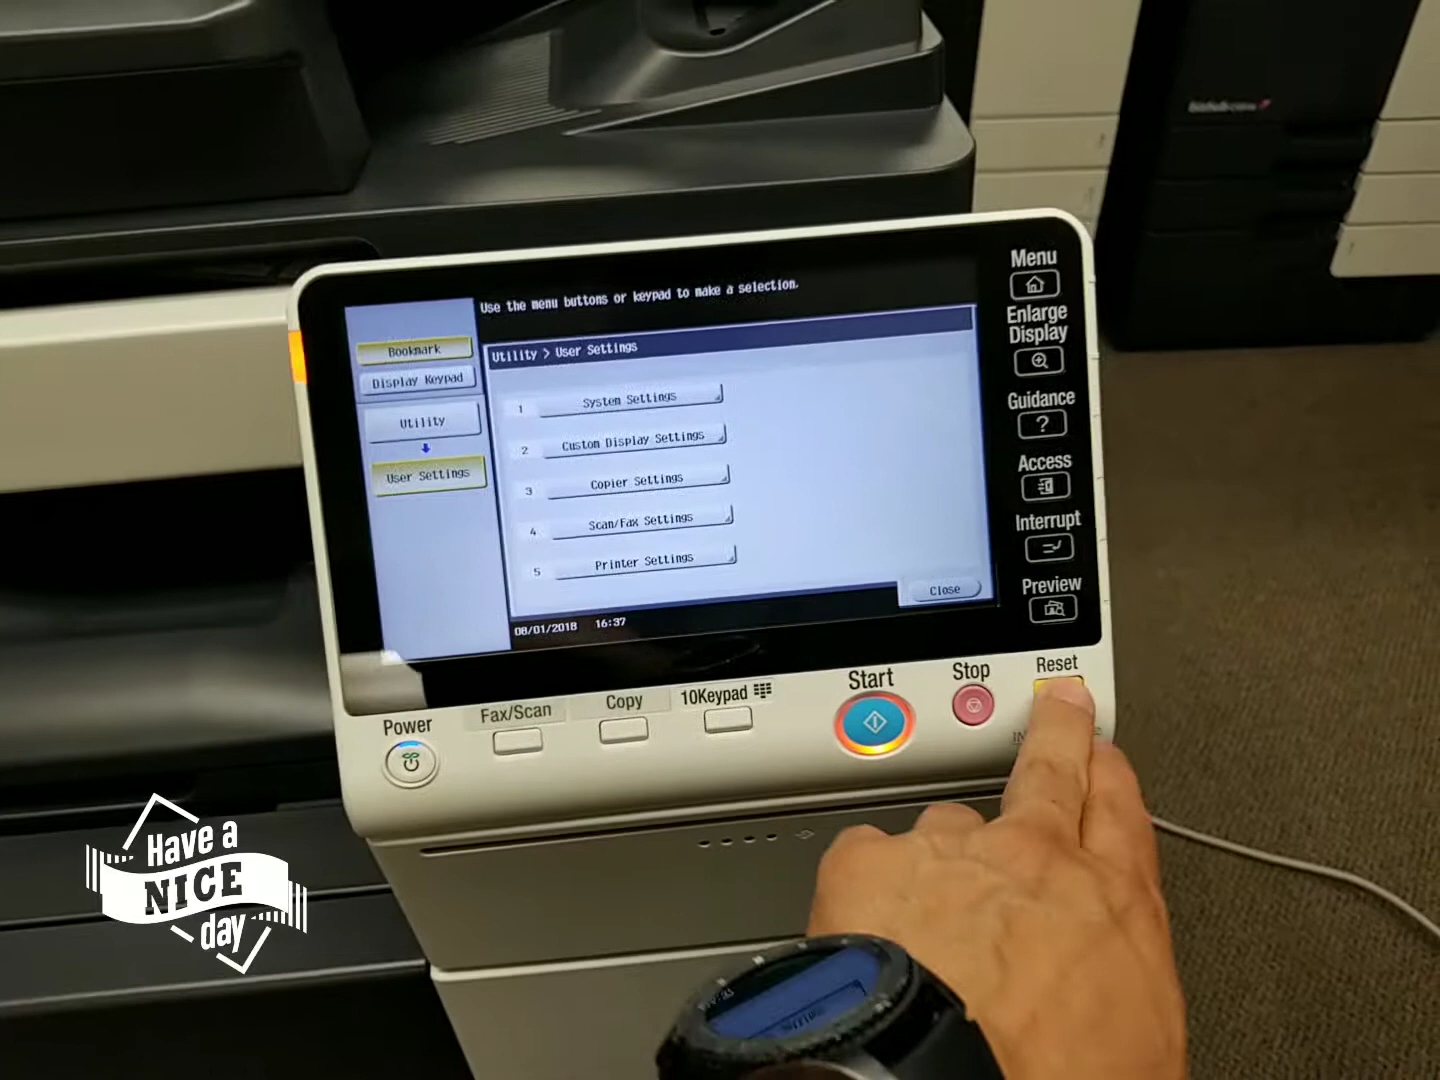 Use the menu buttons or keypad to make a selection.
Bookmark
Display Keypad
Utility
User Settings
Utility > User Settings
1 System Settings
2 Custom Display Settings
3 Copier Settings
4 Scan/Fax Settings
5 Printer Settings
Close
08/01/2018 16:37
Menu
Enlarge
Display
Guidance
Access
Interrupt
Preview
Power
Fax/Scan
Copy
10Keypad
Start
Stop
Reset
Have a
NICE
day